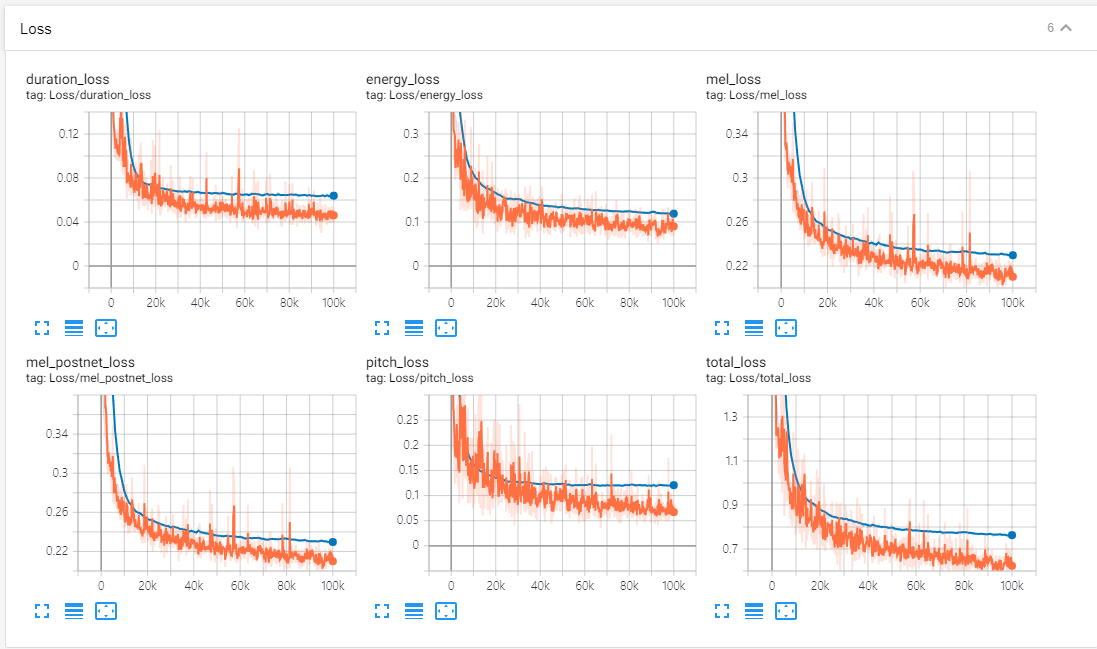 Loss
6
duration_loss
tag: Loss/duration_loss
0.12
0.08
0.04
0
0 20k 40k 60k 80k 100k
energy_loss
tag: Loss/energy_loss
0.3
0.2
0.1
0
0 20k 40k 60k 80k 100k
mel_loss
tag: Loss/mel_loss
0.34
0.3
0.26
0.22
0 20k 40k 60k 80k 100k
mel_postnet_loss
tag: Loss/mel_postnet_loss
0.34
0.3
0.26
0.22
0 20k 40k 60k 80k 100k
pitch_loss
tag: Loss/pitch_loss
0.25
0.2
0.15
0.1
0.05
0
0 20k 40k 60k 80k 100k
total_loss
tag: Loss/total_loss
1.3
1.1
0.9
0.7
0 20k 40k 60k 80k 100k